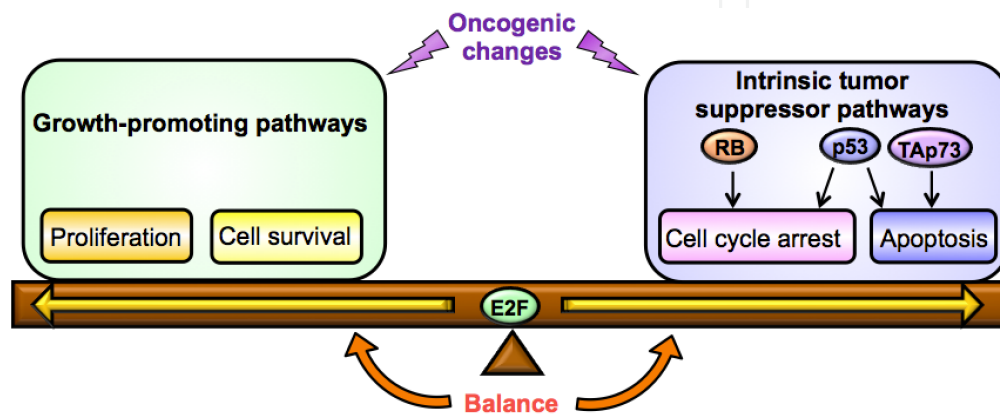 Oncogenic
changes
Growth-promoting pathways
Proliferation
Cell survival
Intrinsic tumor
suppressor pathways
RB
p53
TAp73
Cell cycle arrest
Apoptosis
E2F
Balance